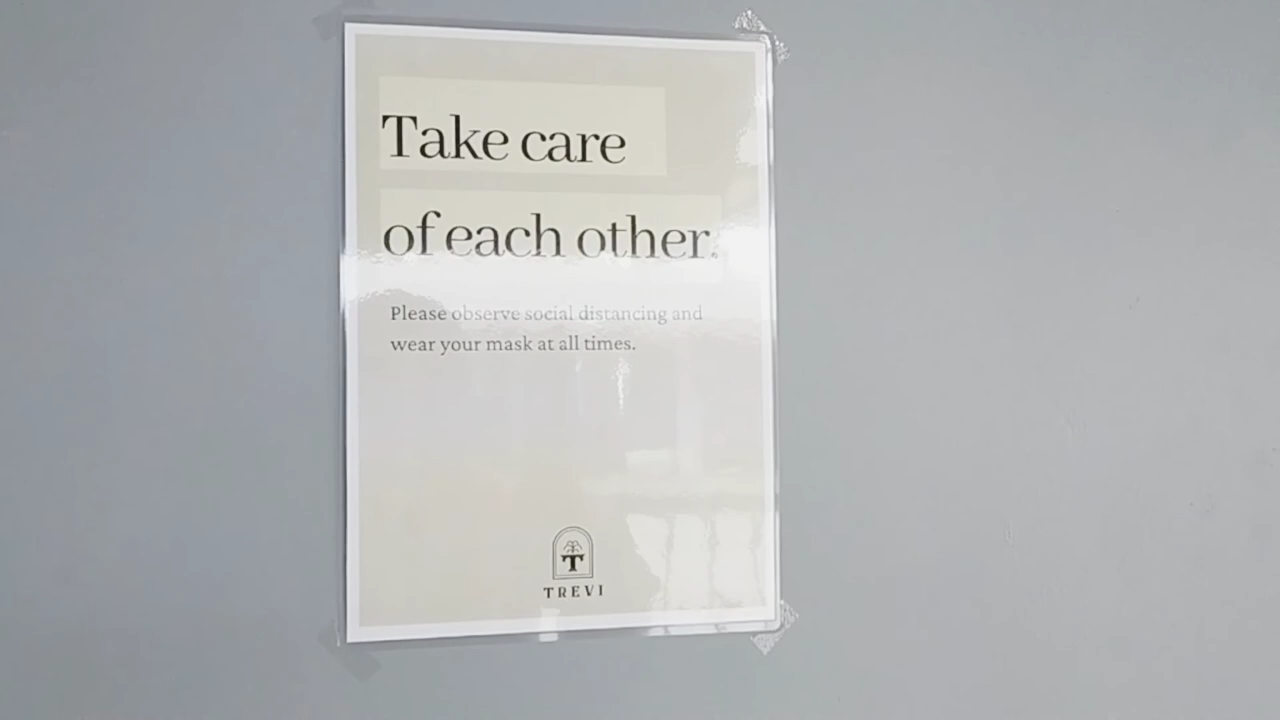 Take care
of each other.
Please observe social distancing and
wear your mask at all times.
T
TREVI